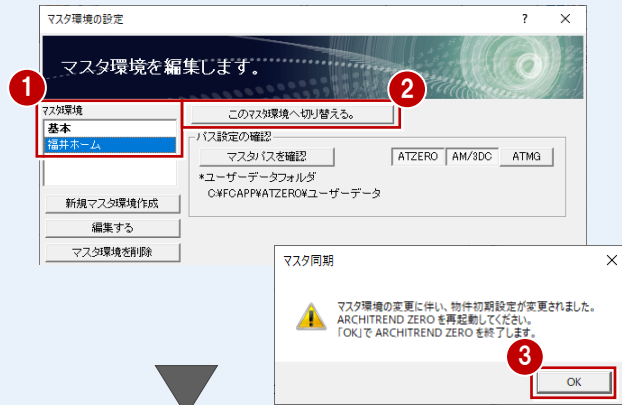 マスタ環境の設定
? ×
マスタ環境を編集します。
1
2
マスタ環境
このマスタ環境へ切り替える。
基本
福井ホーム
パス設定の確認
マスタパスを確認
ATZERO AM/3DC ATMG
*ユーザーデータフォルダ
C:¥FCAPP¥ATZERO¥ユーザーデータ
新規マスタ環境作成
編集する
マスタ環境を削除
マスタ同期
×
マスタ環境の変更に伴い、物件初期設定が変更されました。
ARCHITREND ZERO を再起動してください。
「OK」で ARCHITREND ZERO を終了します。
3
OK